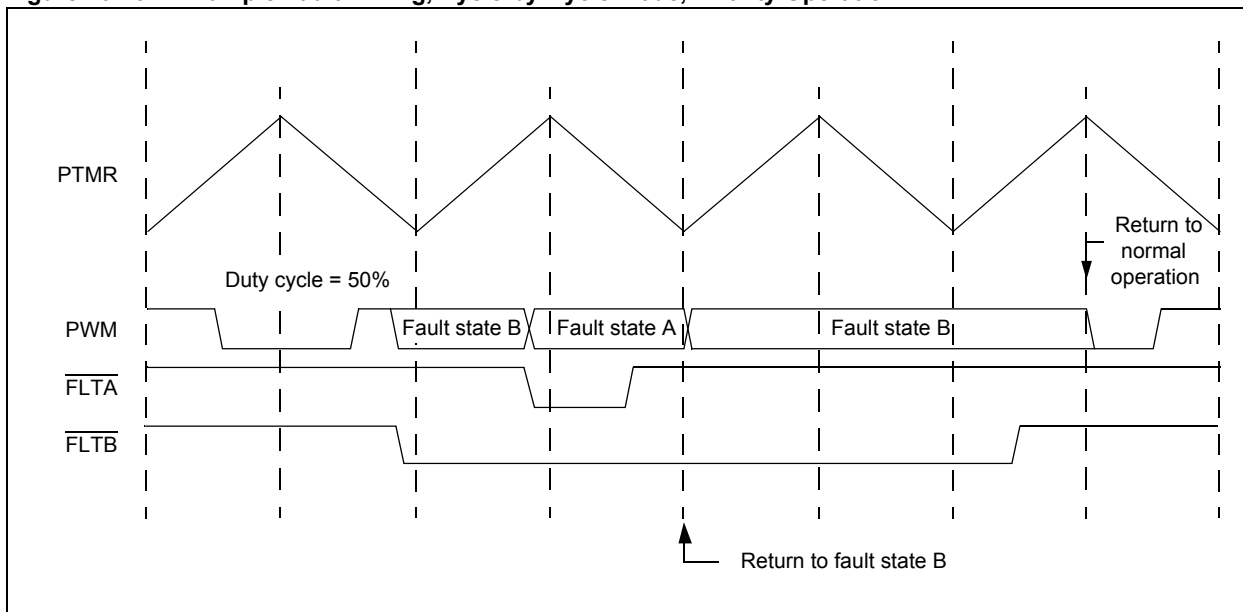 PTMR
Return to
normal
operation
Duty cycle = 50%
PWM
Fault state B
Fault state A
Fault state B
FLTA
FLTB
Return to fault state B